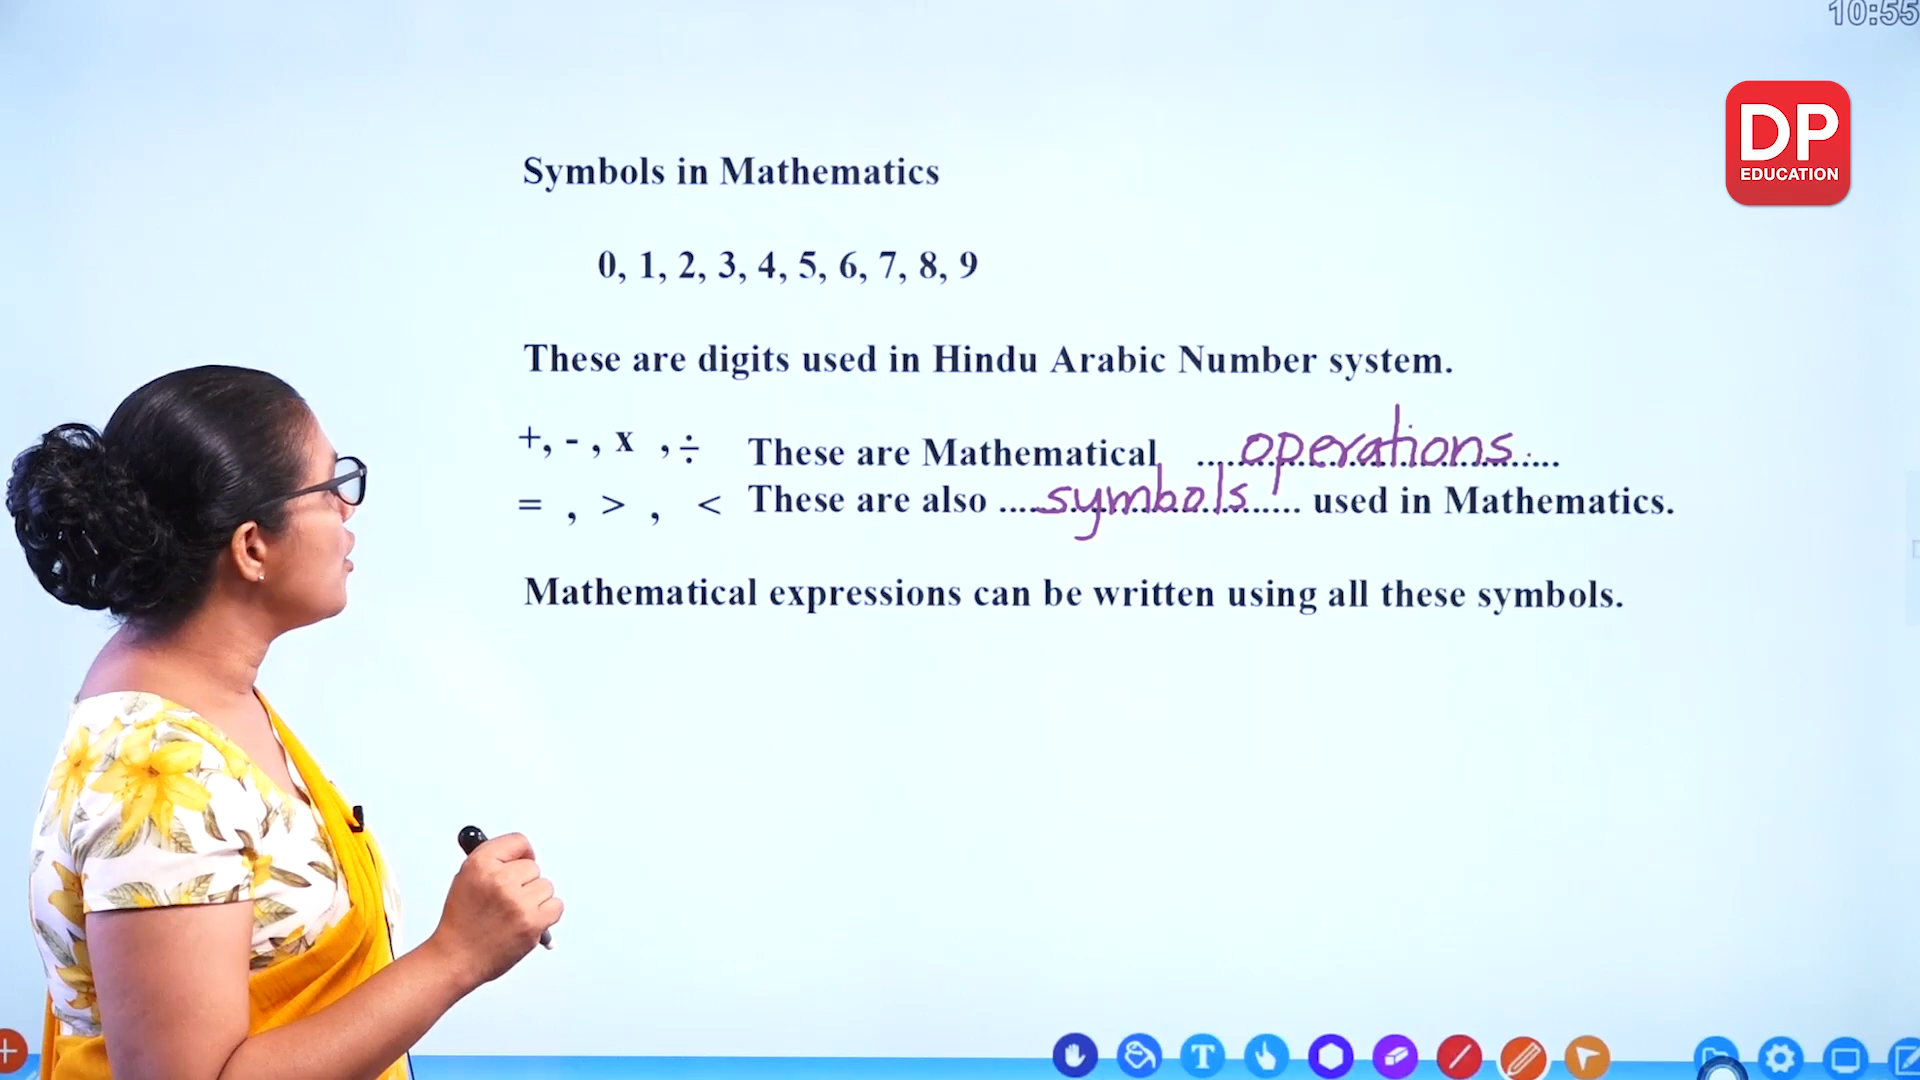 10:55
DP
EDUCATION
Symbols in Mathematics
0, 1, 2, 3, 4, 5, 6, 7, 8, 9
These are digits used in Hindu Arabic Number system.
+, - , x , ÷ These are Mathematical ....operations....
= , > , < These are also ....symbols.... used in Mathematics.
Mathematical expressions can be written using all these symbols.
T